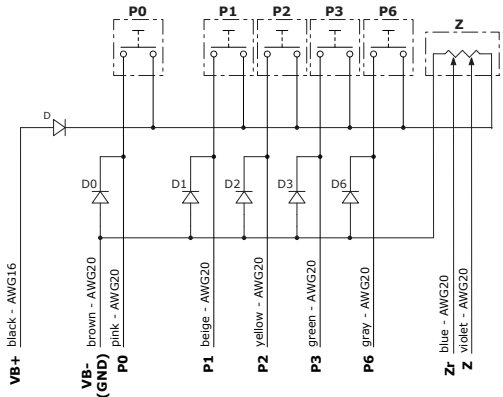 P0
P1
P2
P3
P6
Z
D
D0
D1
D2
D3
D6
black - AWG16
brown - AWG20
pink - AWG20
beige - AWG20
yellow - AWG20
green - AWG20
gray - AWG20
blue - AWG20
violet - AWG20
VB+
VB-
(GND)
P0
P1
P2
P3
P6
Zr
Z